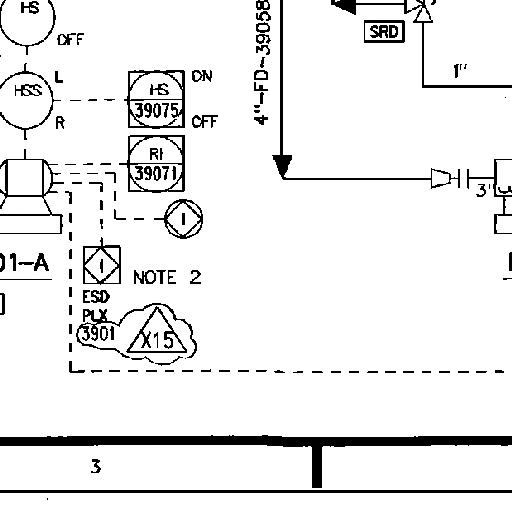 HS
OFF
L
HSS
R
HS
39075
ON
OFF
RI
39071
4"-FD-39058
SRD
1"
3"
01-A
I
I
NOTE 2
ESD
PLX
3901
X15
3